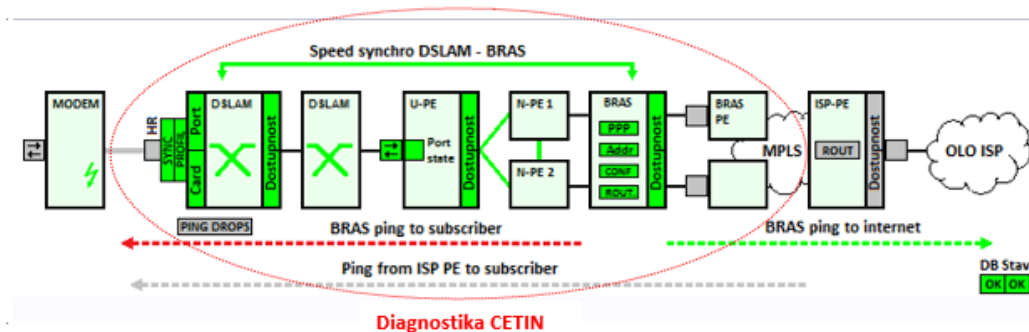 Speed synchro DSLAM - BRAS
MODEM
HR
SYNC
PROFIL
Card
Port
DSLAM
Dostupnost
DSLAM
U-PE
Port
state
Dostupnost
N-PE 1
N-PE 2
BRAS
PPP
Addr
CONF
ROUT
Dostupnost
BRAS
PE
MPLS
ISP-PE
ROUT
Dostupnost
OLO ISP
PING DROPS
BRAS ping to subscriber
BRAS ping to internet
Ping from ISP PE to subscriber
DB Stav
OK OK
Diagnostika CETIN